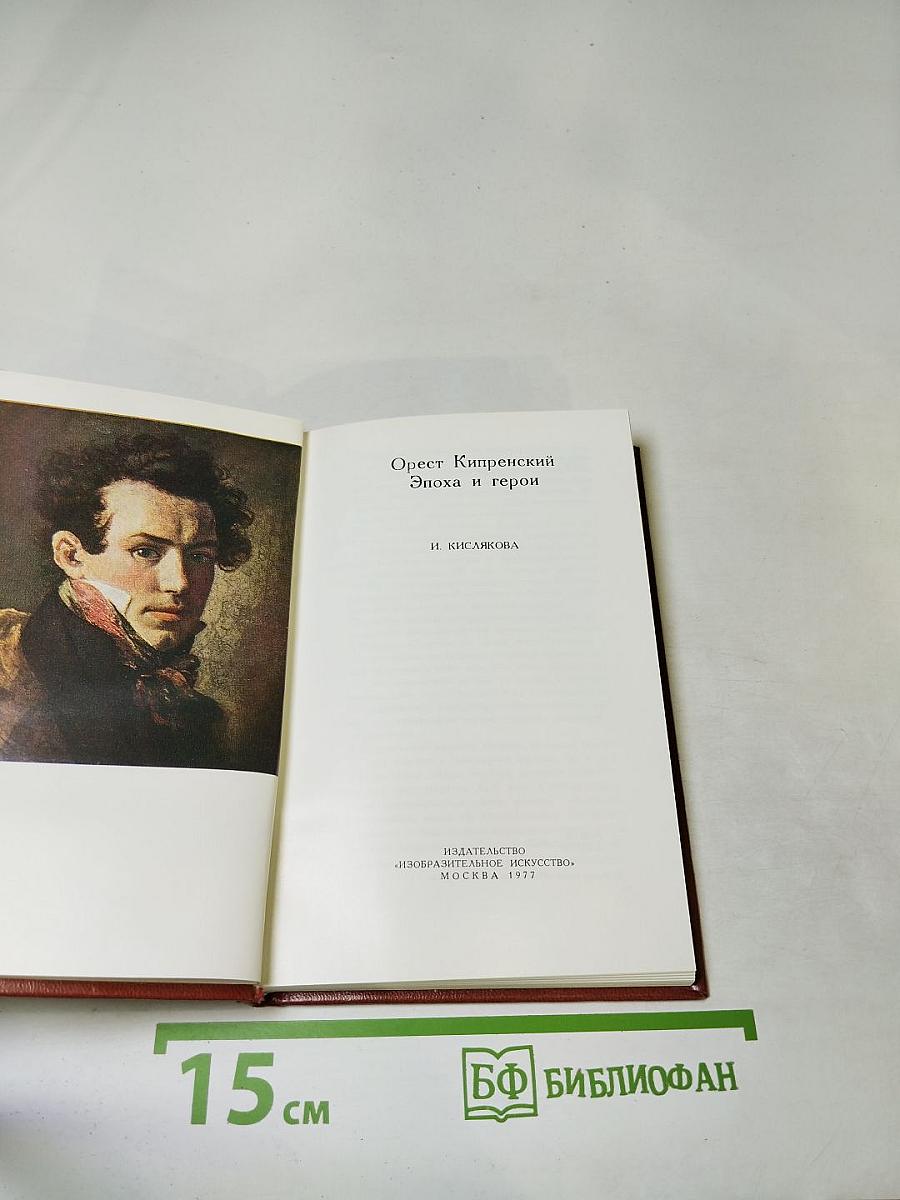 Орест Кипренский
Эпоха и герои
И. КИСЛЯКОВА
ИЗДАТЕЛЬСТВО
«ИЗОБРАЗИТЕЛЬНОЕ ИСКУССТВО»
МОСКВА 1977
15 см
БФ БИБЛИОФАН